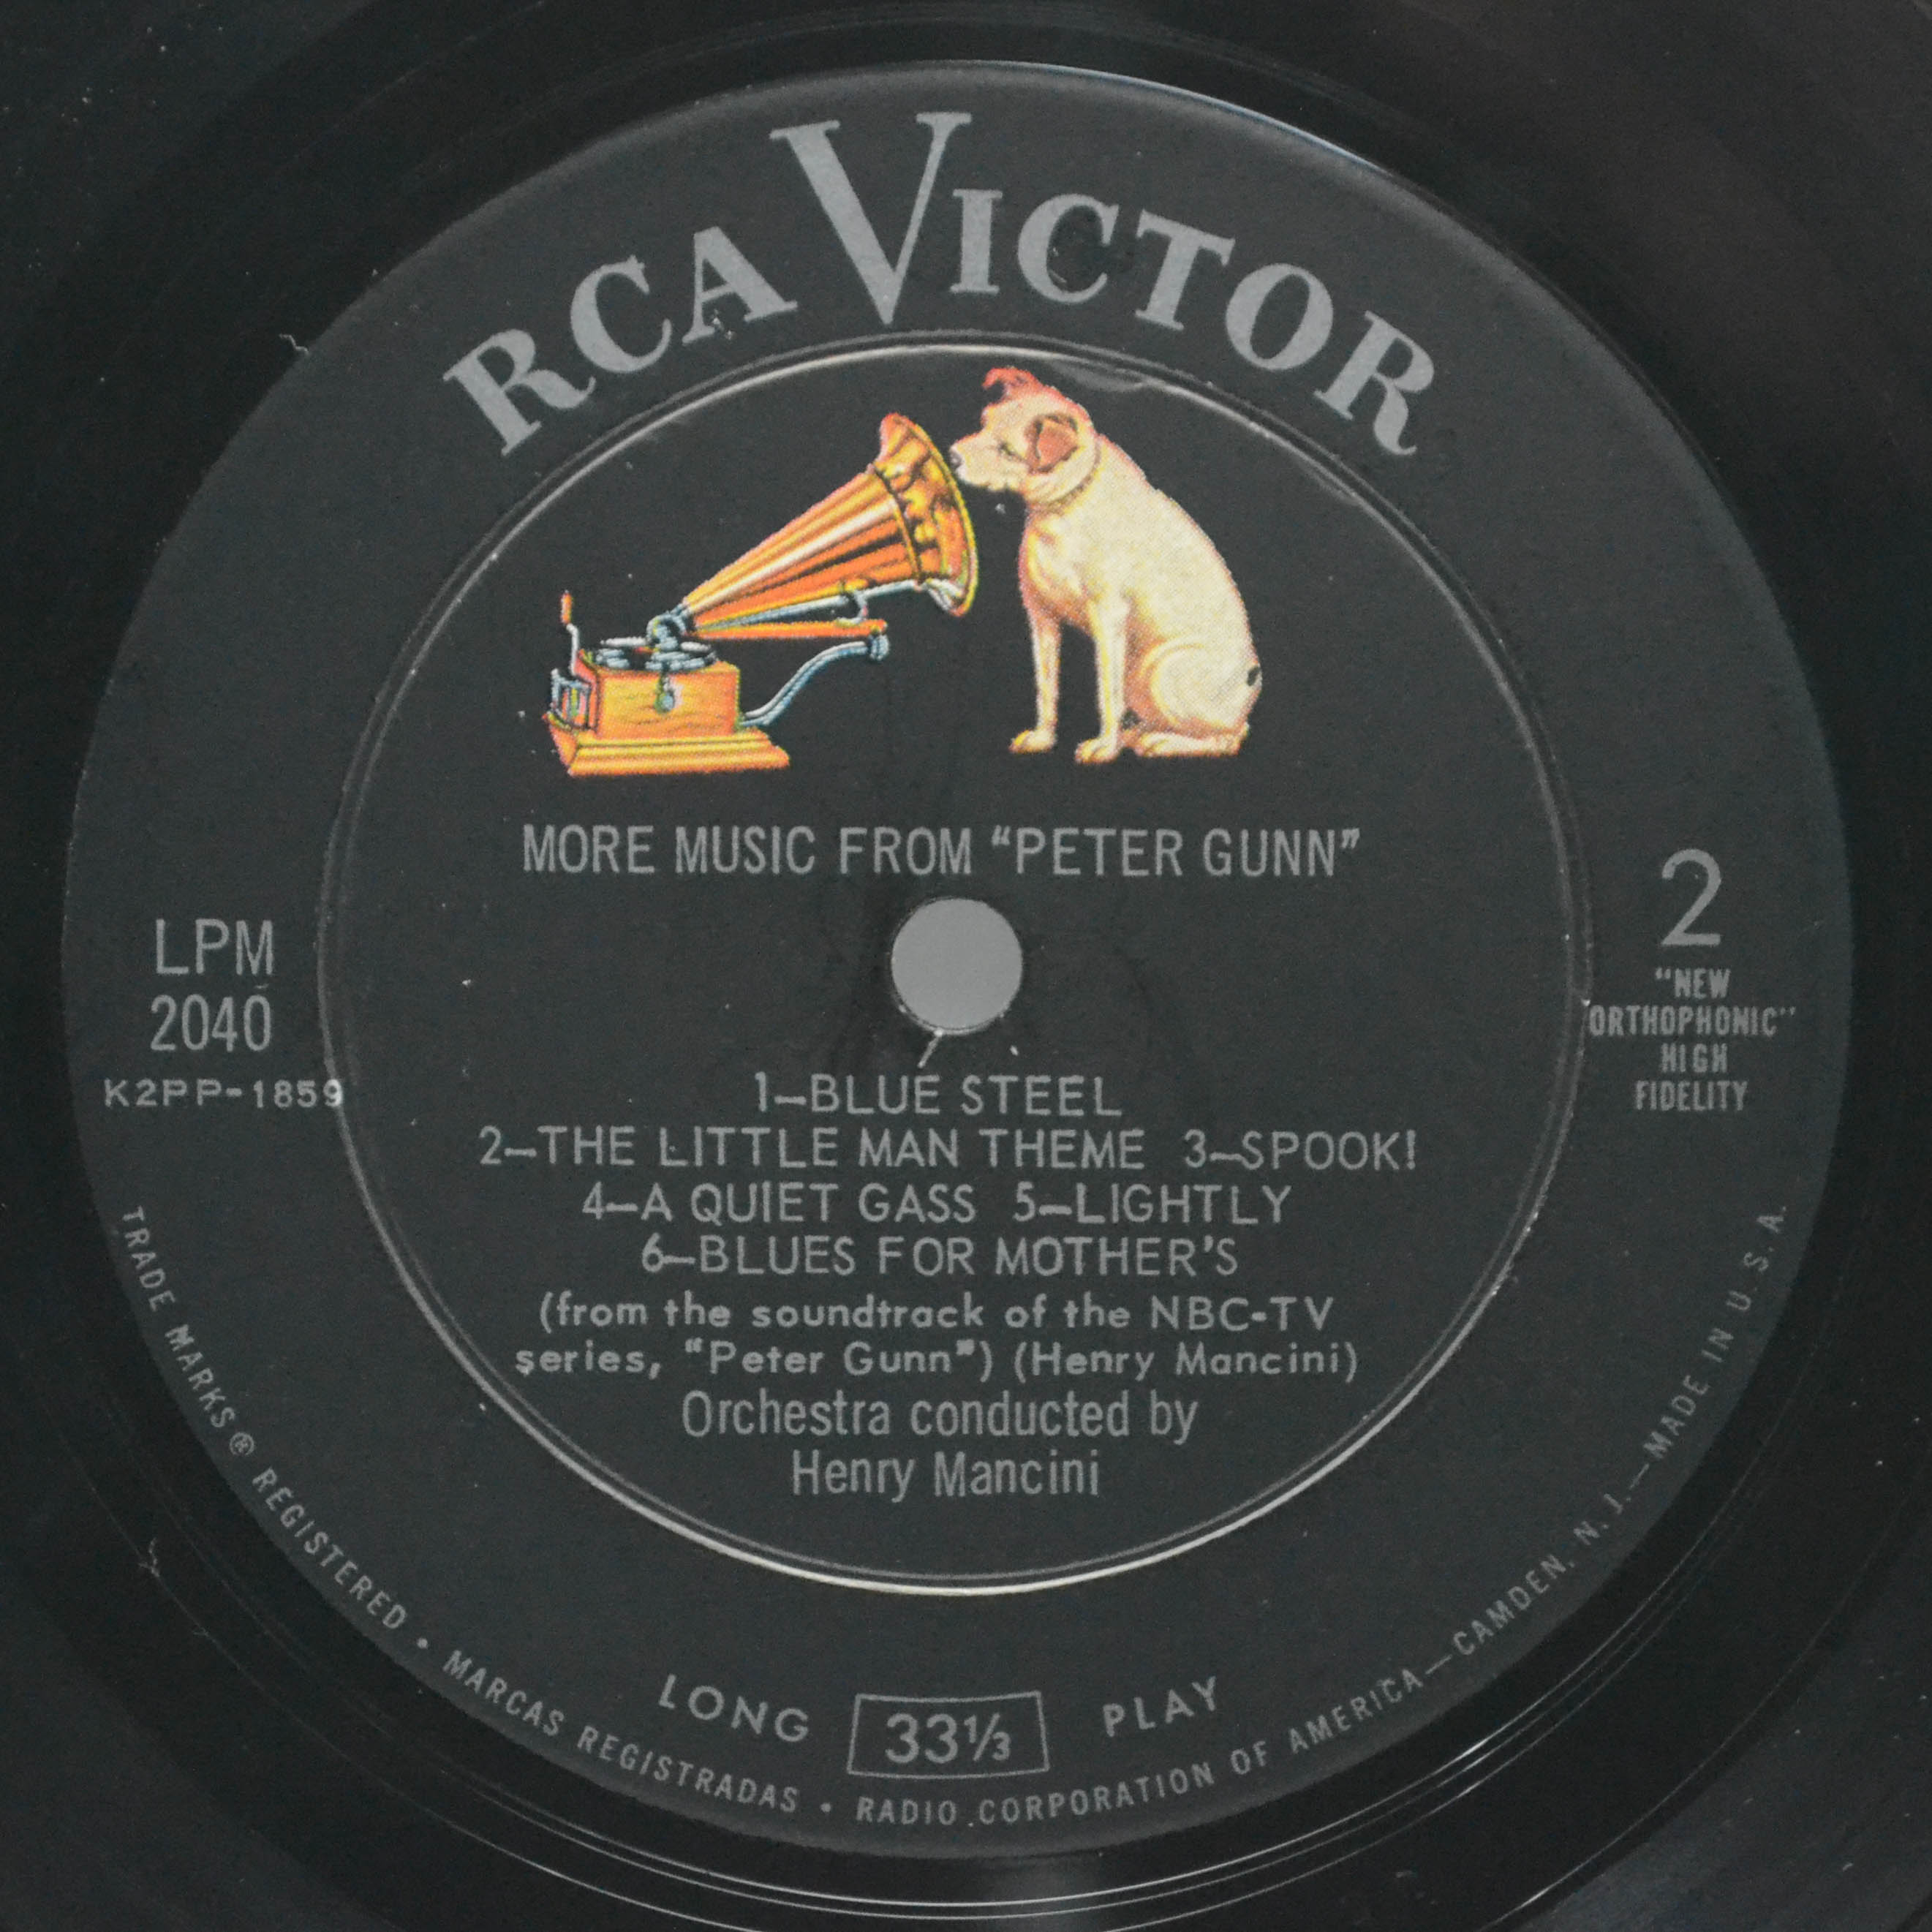 RCA VICTOR
MORE MUSIC FROM “PETER GUNN”
LPM
2040
K2PP-1859
2
“NEW
ORTHOPHONIC”
HIGH
FIDELITY
1—BLUE STEEL
2—THE LITTLE MAN THEME 3—SPOOK!
4—A QUIET GASS 5—LIGHTLY
6—BLUES FOR MOTHER'S
(from the soundtrack of the NBC-TV
series, "Peter Gunn") (Henry Mancini)
Orchestra conducted by
Henry Mancini
LONG 33⅓ PLAY
TRADE MARKS ® REGISTERED • MARCAS REGISTRADAS • RADIO CORPORATION OF AMERICA—CAMDEN, N. J.—MADE IN U. S. A.